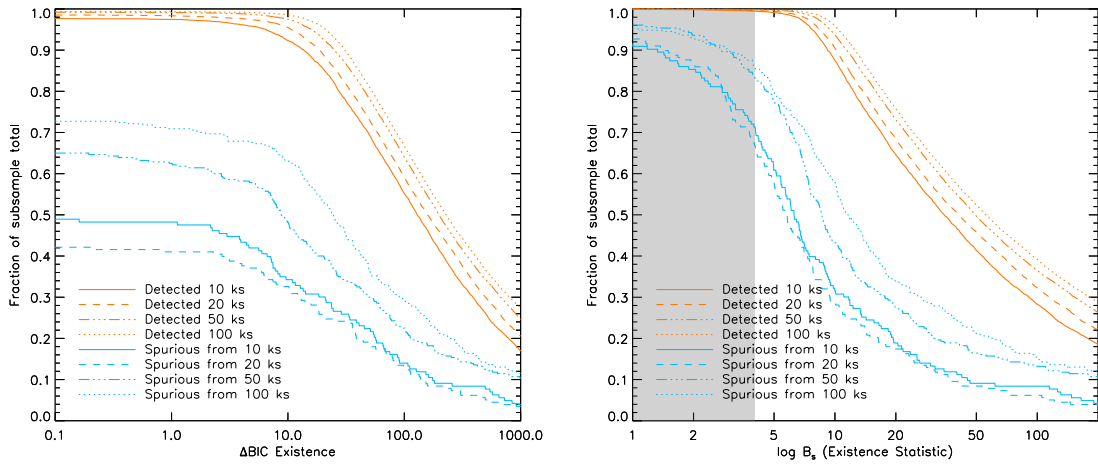 Fraction of subsample total
1.0
0.9
0.8
0.7
0.6
0.5
0.4
0.3
0.2
0.1
0.0
Detected 10 ks
Detected 20 ks
Detected 50 ks
Detected 100 ks
Spurious from 10 ks
Spurious from 20 ks
Spurious from 50 ks
Spurious from 100 ks
0.1 1.0 10.0 100.0 1000.0
ΔBIC Existence
Fraction of subsample total
1.0
0.9
0.8
0.7
0.6
0.5
0.4
0.3
0.2
0.1
0.0
Detected 10 ks
Detected 20 ks
Detected 50 ks
Detected 100 ks
Spurious from 10 ks
Spurious from 20 ks
Spurious from 50 ks
Spurious from 100 ks
1 2 5 10 20 50 100
log Bs (Existence Statistic)